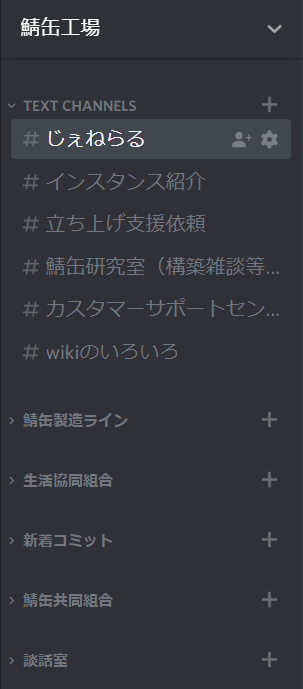 鯖缶工場
TEXT CHANNELS
# じぇねらる
# インスタンス紹介
# 立ち上げ支援依頼
# 鯖缶研究室（構築雑談等...
# カスタマーサポートセン...
# wikiのいろいろ
鯖缶製造ライン
生活協同組合
新着コミット
鯖缶共同組合
談話室